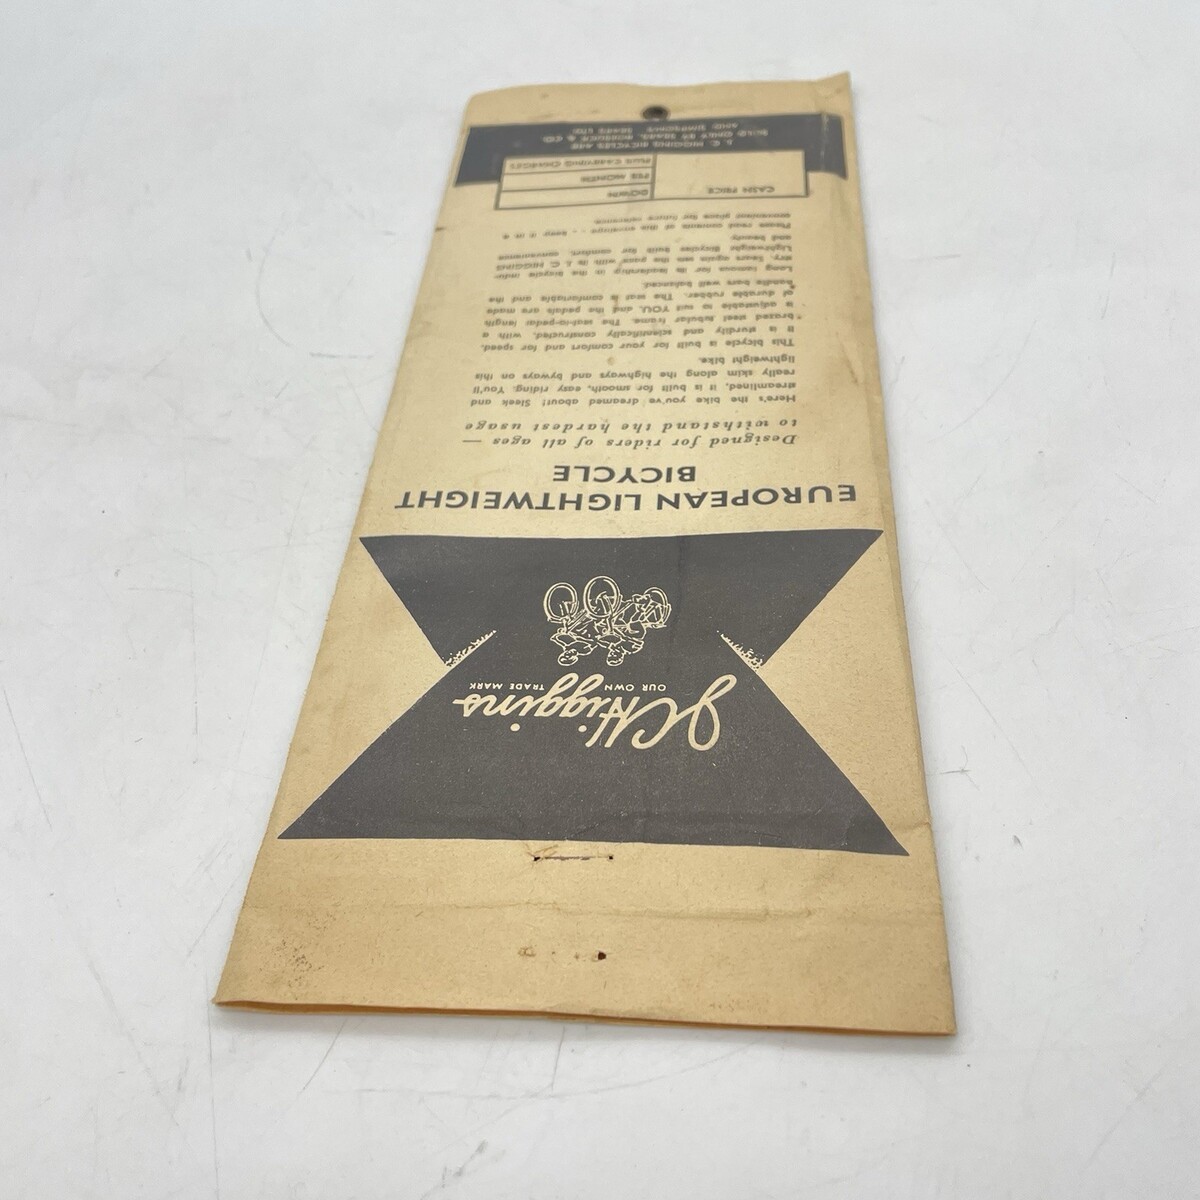 JCHiggins
OUR OWN TRADE MARK
EUROPEAN LIGHTWEIGHT
BICYCLE
Designed for riders of all ages —
to withstand the hardest usage
Here's the bike you've dreamed about! Sleek and
streamlined, it is built for smooth, easy riding. You'll
really skim along the highways and byways on this
lightweight bike.
This bicycle is built for your comfort and for speed.
It is sturdily and scientifically constructed, with a
brazed steel tubular frame. The seat-to-pedal length
is adjustable to suit YOU, and the pedals are made
of durable rubber. The seat is comfortable and the
handle bars well balanced.
Long famous for its leadership in the bicycle indus-
try, Sears again sets the pace with its J. C. HIGGINS
Lightweight Bicycles built for comfort, convenience
and beauty.
Please read contents of this envelope - - keep it in a
convenient place for future reference.
CASH PRICE
DOWN
PER MONTH
PLUS CARRYING CHARGES
J. C. HIGGINS BICYCLES ARE
SOLD ONLY BY SEARS, ROEBUCK & CO.
AND SIMPSONS SEARS LTD.